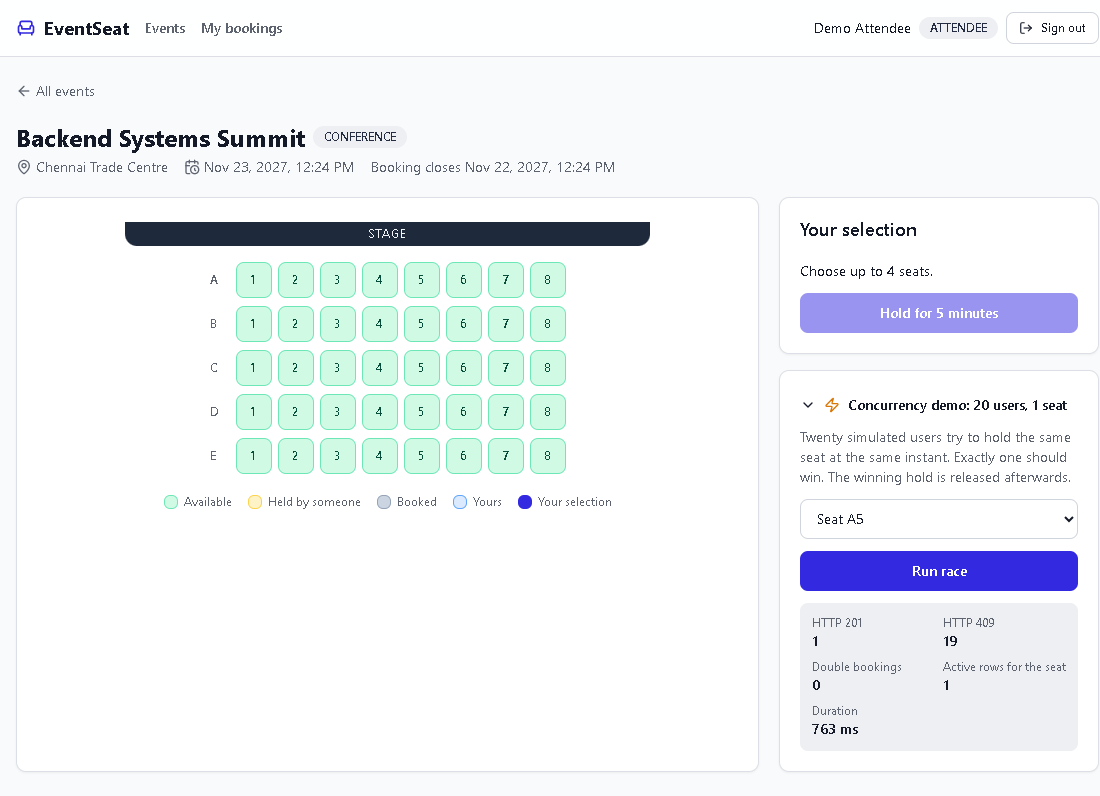 EventSeat Events My bookings Demo Attendee ATTENDEE Sign out
All events
Backend Systems Summit CONFERENCE
Chennai Trade Centre Nov 23, 2027, 12:24 PM Booking closes Nov 22, 2027, 12:24 PM
STAGE
A 1 2 3 4 5 6 7 8
B 1 2 3 4 5 6 7 8
C 1 2 3 4 5 6 7 8
D 1 2 3 4 5 6 7 8
E 1 2 3 4 5 6 7 8
Available Held by someone Booked Yours Your selection
Your selection
Choose up to 4 seats.
Hold for 5 minutes
Concurrency demo: 20 users, 1 seat
Twenty simulated users try to hold the same
seat at the same instant. Exactly one should
win. The winning hold is released afterwards.
Seat A5
Run race
HTTP 201 HTTP 409
1 19
Double bookings Active rows for the seat
0 1
Duration
763 ms